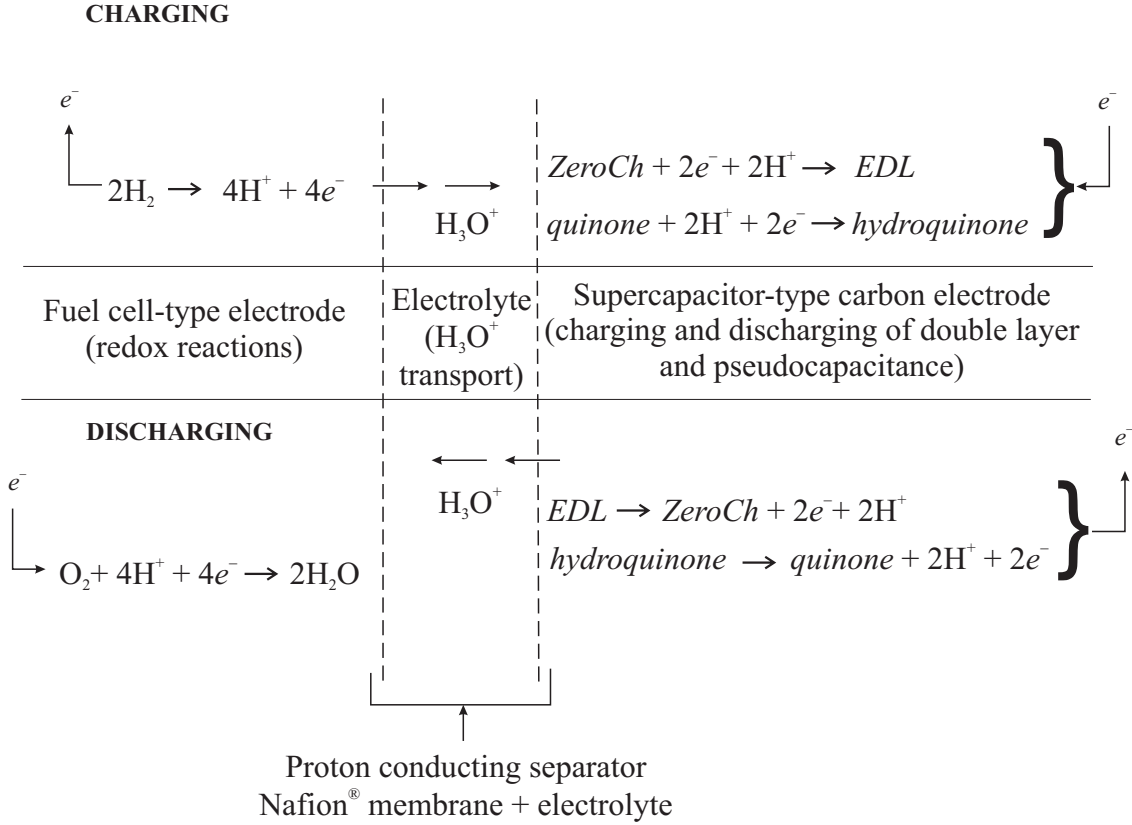 CHARGING
e⁻
e⁻
ZeroCh + 2e⁻ + 2H⁺ → EDL
2H₂ → 4H⁺ + 4e⁻
H₃O⁺
quinone + 2H⁺ + 2e⁻ → hydroquinone
Fuel cell-type electrode
(redox reactions)
Electrolyte
(H₃O⁺
transport)
Supercapacitor-type carbon electrode
(charging and discharging of double layer
and pseudocapacitance)
DISCHARGING
e⁻
e⁻
H₃O⁺
EDL → ZeroCh + 2e⁻+ 2H⁺
hydroquinone → quinone + 2H⁺ + 2e⁻
O₂+ 4H⁺ + 4e⁻ → 2H₂O
Proton conducting separator
Nafion® membrane + electrolyte